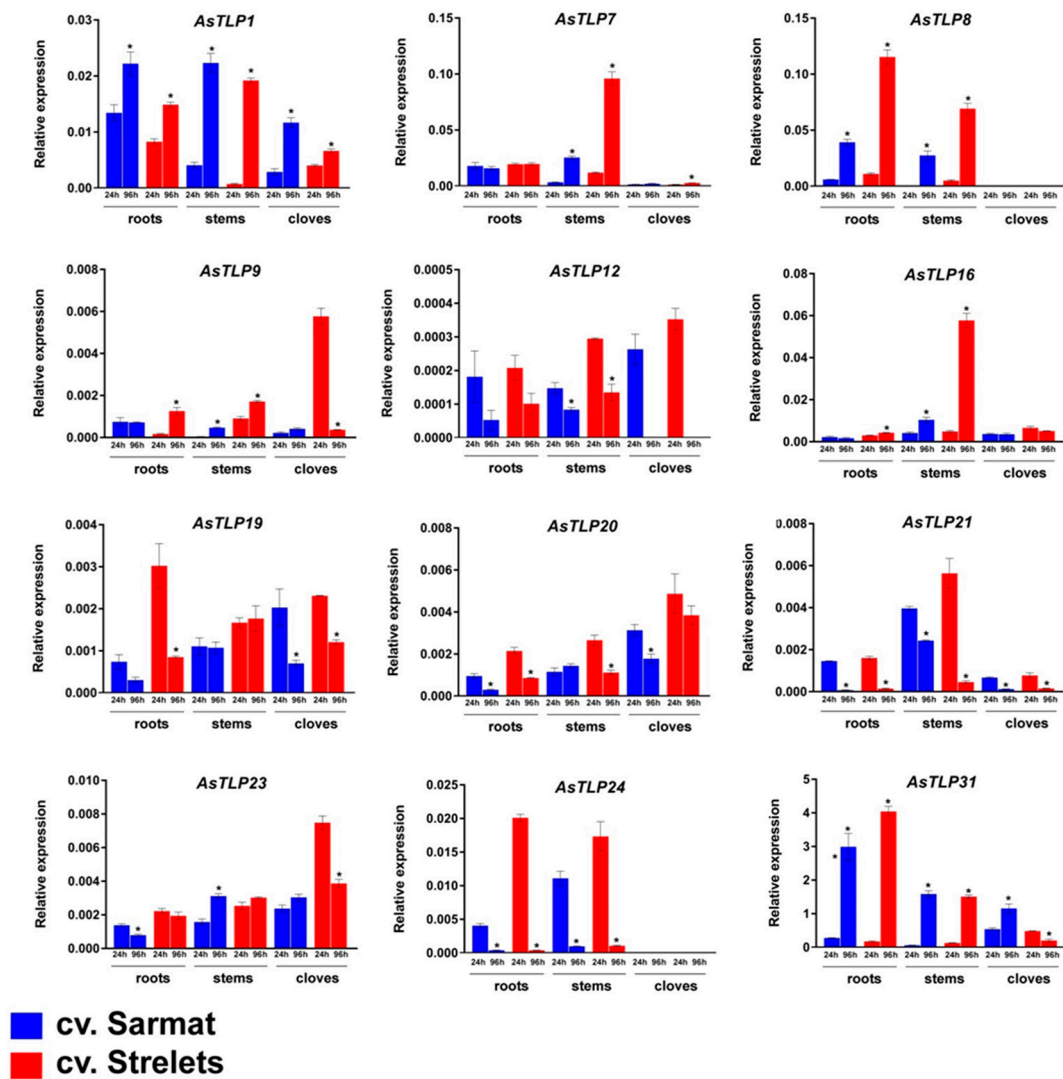 AsTLP1
Relative expression
0.03
0.02
0.01
0.00
* * * * * *
24h 96h 24h 96h 24h 96h 24h 96h 24h 96h 24h 96h
roots stems cloves
AsTLP7
Relative expression
0.15
0.10
0.05
0.00
* * *
24h 96h 24h 96h 24h 96h 24h 96h 24h 96h 24h 96h
roots stems cloves
AsTLP8
Relative expression
0.15
0.10
0.05
0.00
* * * *
24h 96h 24h 96h 24h 96h 24h 96h 24h 96h 24h 96h
roots stems cloves
AsTLP9
Relative expression
0.008
0.006
0.004
0.002
0.000
* * * *
24h 96h 24h 96h 24h 96h 24h 96h 24h 96h 24h 96h
roots stems cloves
AsTLP12
Relative expression
0.0005
0.0004
0.0003
0.0002
0.0001
0.0000
* *
24h 96h 24h 96h 24h 96h 24h 96h 24h 96h 24h 96h
roots stems cloves
AsTLP16
Relative expression
0.08
0.06
0.04
0.02
0.00
* * *
24h 96h 24h 96h 24h 96h 24h 96h 24h 96h 24h 96h
roots stems cloves
AsTLP19
Relative expression
0.004
0.003
0.002
0.001
0.000
* * *
24h 96h 24h 96h 24h 96h 24h 96h 24h 96h 24h 96h
roots stems cloves
AsTLP20
Relative expression
0.008
0.006
0.004
0.002
0.000
* * * *
24h 96h 24h 96h 24h 96h 24h 96h 24h 96h 24h 96h
roots stems cloves
AsTLP21
Relative expression
0.008
0.006
0.004
0.002
0.000
* * * * * *
24h 96h 24h 96h 24h 96h 24h 96h 24h 96h 24h 96h
roots stems cloves
AsTLP23
Relative expression
0.010
0.008
0.006
0.004
0.002
0.000
* * *
24h 96h 24h 96h 24h 96h 24h 96h 24h 96h 24h 96h
roots stems cloves
AsTLP24
Relative expression
0.025
0.020
0.015
0.010
0.005
0.000
* * * *
24h 96h 24h 96h 24h 96h 24h 96h 24h 96h 24h 96h
roots stems cloves
AsTLP31
Relative expression
5
4
3
2
1
0
* * * * * * *
24h 96h 24h 96h 24h 96h 24h 96h 24h 96h 24h 96h
roots stems cloves
cv. Sarmat
cv. Strelets